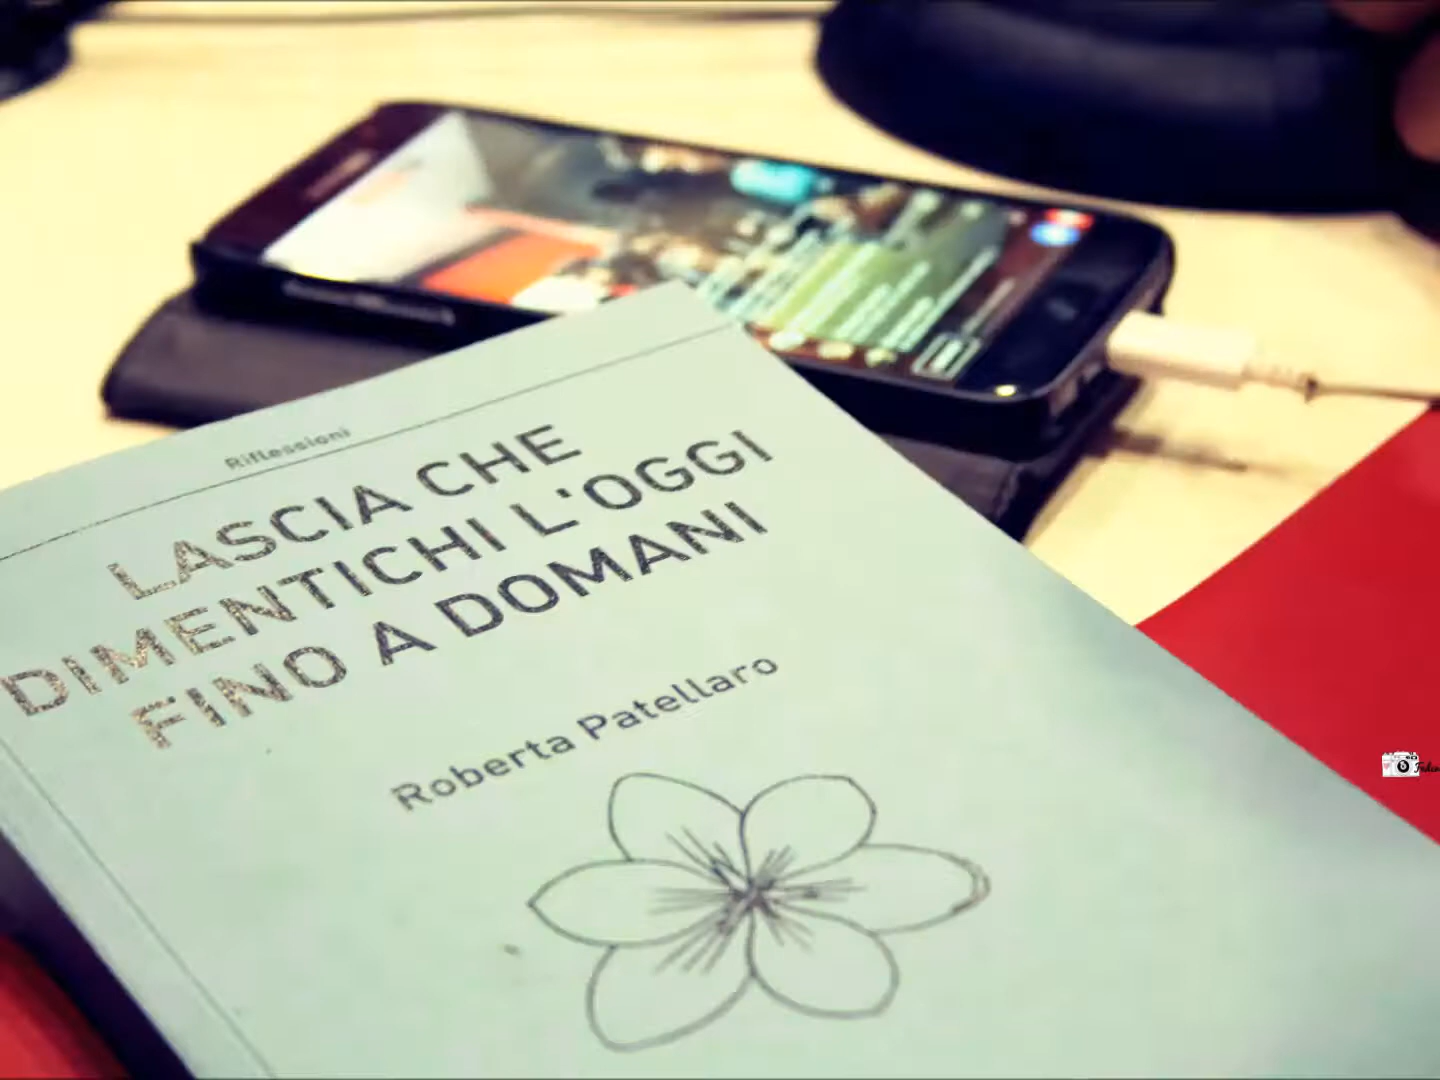 Riflessioni
LASCIA CHE
DIMENTICHI L'OGGI
FINO A DOMANI
Roberta Patellaro